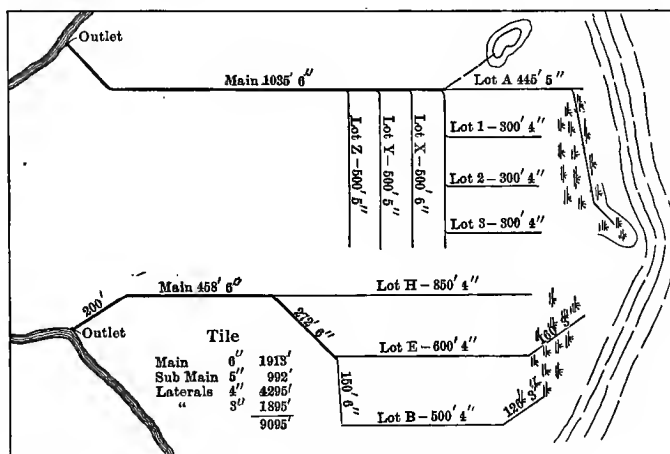 Outlet
Main 1035' 6"
Lot A 445' 5"
Lot Z – 500' 5"
Lot Y – 500' 5"
Lot X – 500' 6"
Lot 1 – 300' 4"
Lot 2 – 300' 4"
Lot 3 – 300' 4"
200'
Main 458' 6"
Lot H – 850' 4"
Outlet
272' 6"
Lot E – 600' 4"
160' 3"
150' 6"
Lot B – 500' 4"
120' 3"
Tile
Main 6" 1913'
Sub Main 5" 992'
Laterals 4" 4295'
" 3" 1895'
9095'